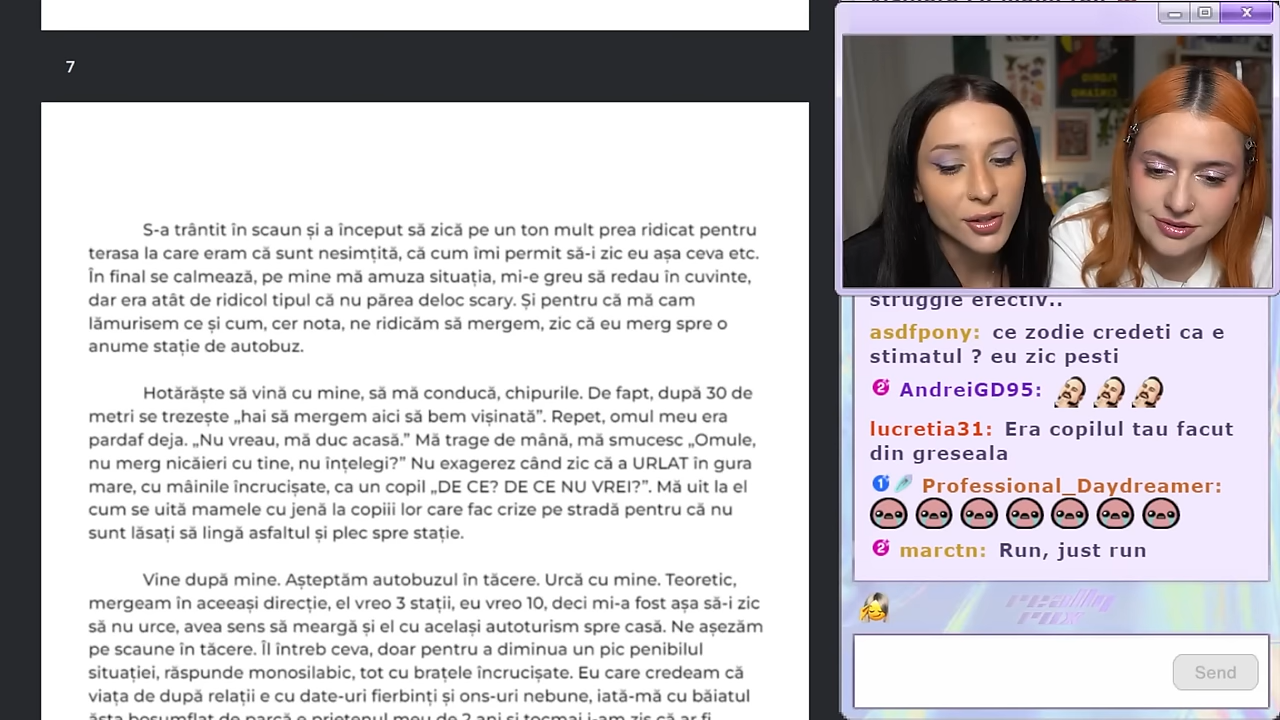 7
S-a trântit în scaun și a început să zică pe un ton mult prea ridicat pentru
terasa la care eram că sunt nesimțită, că cum îmi permit să-i zic eu așa ceva etc.
În final se calmează, pe mine mă amuza situația, mi-e greu să redau în cuvinte,
dar era atât de ridicol tipul că nu părea deloc scary. Și pentru că mă cam
lămurisem ce și cum, cer nota, ne ridicăm să mergem, zic că eu merg spre o
anume stație de autobuz.
Hotărăște să vină cu mine, să mă conducă, chipurile. De fapt, după 30 de
metri se trezește „hai să mergem aici să bem vișinată”. Repet, omul meu era
pardaf deja. „Nu vreau, mă duc acasă.” Mă trage de mână, mă smucesc „Omule,
nu merg nicăieri cu tine, nu înțelegi?” Nu exagerez când zic că a URLAT în gura
mare, cu mâinile încrucișate, ca un copil „DE CE? DE CE NU VREI?”. Mă uit la el
cum se uită mamele cu jenă la copiii lor care fac crize pe stradă pentru că nu
sunt lăsați să lingă asfaltul și plec spre stație.
Vine după mine. Așteptăm autobuzul în tăcere. Urcă cu mine. Teoretic,
mergeam în aceeași direcție, el vreo 3 stații, eu vreo 10, deci mi-a fost așa să-i zic
să nu urce, avea sens să meargă și el cu același autoturism spre casă. Ne așezăm
pe scaune în tăcere. Îl întreb ceva, doar pentru a diminua un pic penibilul
situației, răspunde monosilabic, tot cu brațele încrucișate. Eu care credeam că
viața de după relații e cu date-uri fierbinți și ons-uri nebune, iată-mă cu băiatul
ăsta bosumflat de parcă e prietenul meu de 2 ani și tocmai i-am zis că ar fi
struggle efectiv..
asdfpony: ce zodie credeti ca e
stimatul ? eu zic pesti
2 AndreiGD95:
lucretia31: Era copilul tau facut
din greseala
1 Professional_Daydreamer:
2 marctn: Run, just run
really
rux
Send